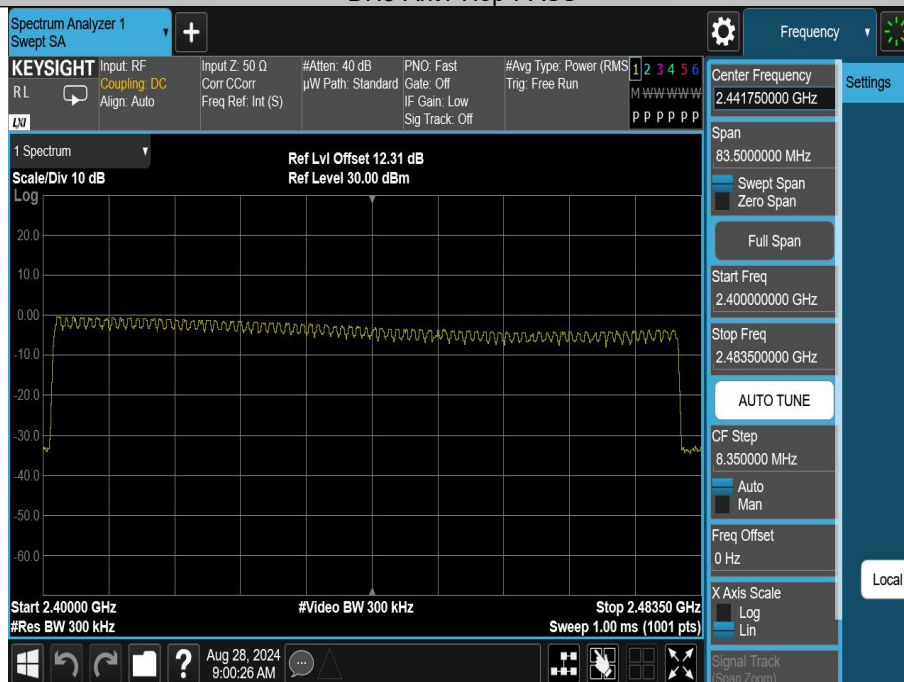 Spectrum Analyzer 1
Swept SA
+
Frequency
KEYSIGHT
RL
LXI
Input: RF
Coupling: DC
Align: Auto
Input Z: 50 Ω
Corr CCorr
Freq Ref: Int (S)
#Atten: 40 dB
µW Path: Standard
PNO: Fast
Gate: Off
IF Gain: Low
Sig Track: Off
#Avg Type: Power (RMS
Trig: Free Run
1 2 3 4 5 6
M W W W W W
P P P P P P
1 Spectrum
Scale/Div 10 dB
Log
Ref Lvl Offset 12.31 dB
Ref Level 30.00 dBm
20.0
10.0
0.00
-10.0
-20.0
-30.0
-40.0
-50.0
-60.0
Start 2.40000 GHz
#Res BW 300 kHz
#Video BW 300 kHz
Stop 2.48350 GHz
Sweep 1.00 ms (1001 pts)
Center Frequency
2.441750000 GHz
Settings
Span
83.5000000 MHz
Swept Span
Zero Span
Full Span
Start Freq
2.400000000 GHz
Stop Freq
2.483500000 GHz
AUTO TUNE
CF Step
8.350000 MHz
Auto
Man
Freq Offset
0 Hz
Local
X Axis Scale
Log
Lin
Signal Track
(Span Zoom)
?
Aug 28, 2024
9:00:26 AM